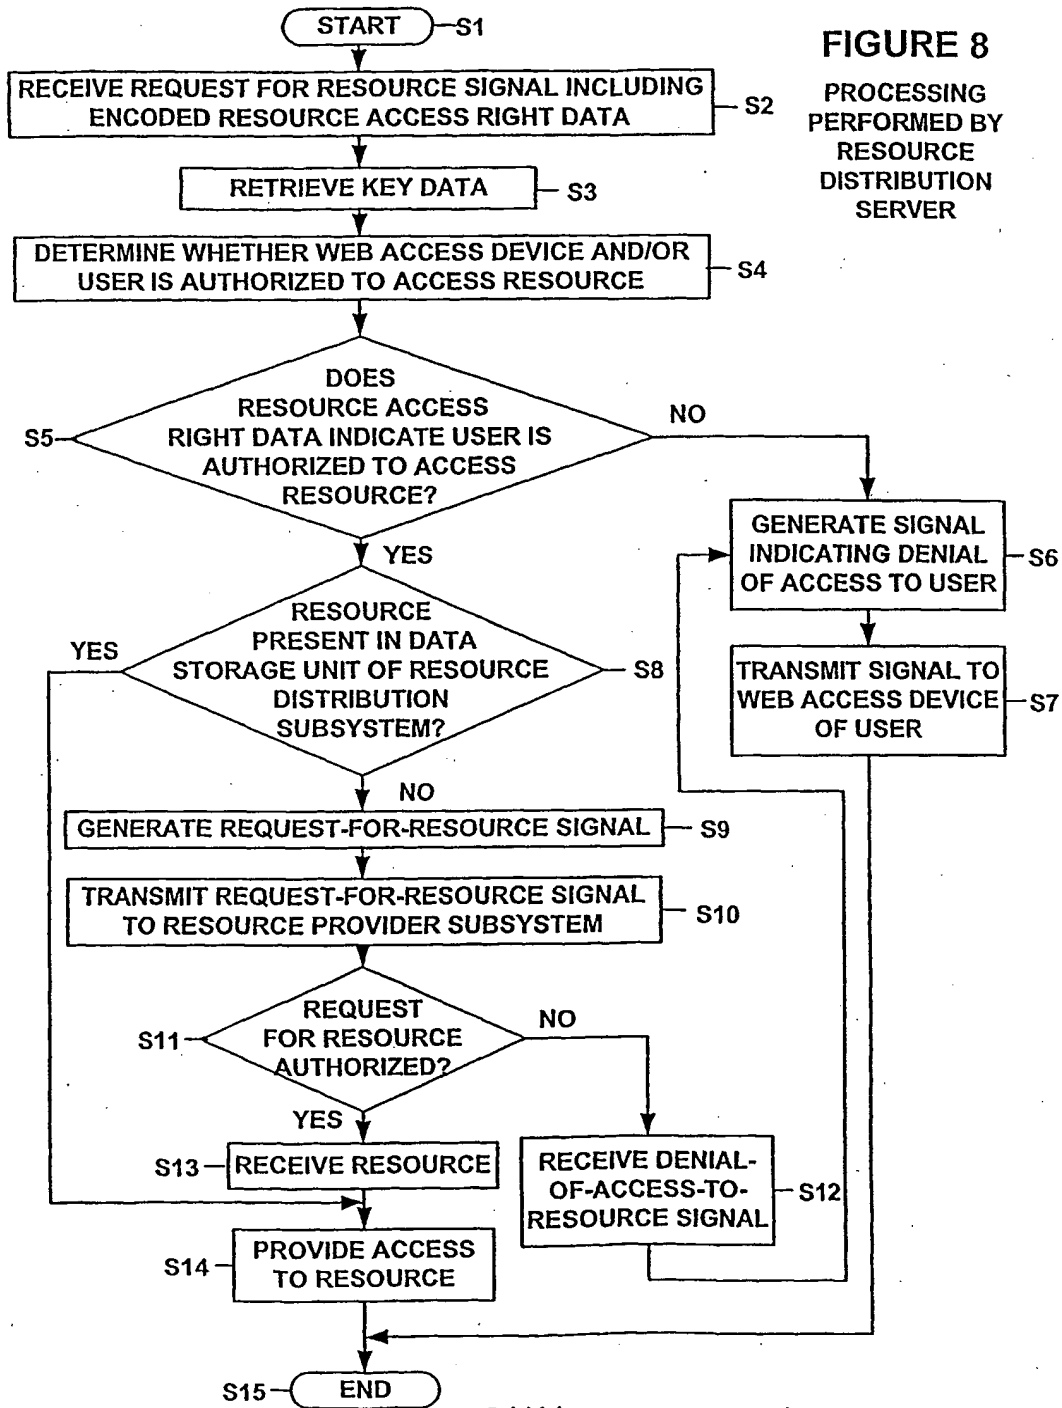 START
S1
FIGURE 8
PROCESSING
PERFORMED BY
RESOURCE
DISTRIBUTION
SERVER
RECEIVE REQUEST FOR RESOURCE SIGNAL INCLUDING
ENCODED RESOURCE ACCESS RIGHT DATA
S2
RETRIEVE KEY DATA
S3
DETERMINE WHETHER WEB ACCESS DEVICE AND/OR
USER IS AUTHORIZED TO ACCESS RESOURCE
S4
DOES
RESOURCE ACCESS
RIGHT DATA INDICATE USER IS
AUTHORIZED TO ACCESS
RESOURCE?
S5
NO
YES
GENERATE SIGNAL
INDICATING DENIAL
OF ACCESS TO USER
S6
TRANSMIT SIGNAL TO
WEB ACCESS DEVICE
OF USER
S7
RESOURCE
PRESENT IN DATA
STORAGE UNIT OF RESOURCE
DISTRIBUTION
SUBSYSTEM?
YES
S8
NO
GENERATE REQUEST-FOR-RESOURCE SIGNAL
S9
TRANSMIT REQUEST-FOR-RESOURCE SIGNAL
TO RESOURCE PROVIDER SUBSYSTEM
S10
REQUEST
FOR RESOURCE
AUTHORIZED?
S11
NO
YES
S13
RECEIVE RESOURCE
RECEIVE DENIAL-
OF-ACCESS-TO-
RESOURCE SIGNAL
S12
S14
PROVIDE ACCESS
TO RESOURCE
S15
END